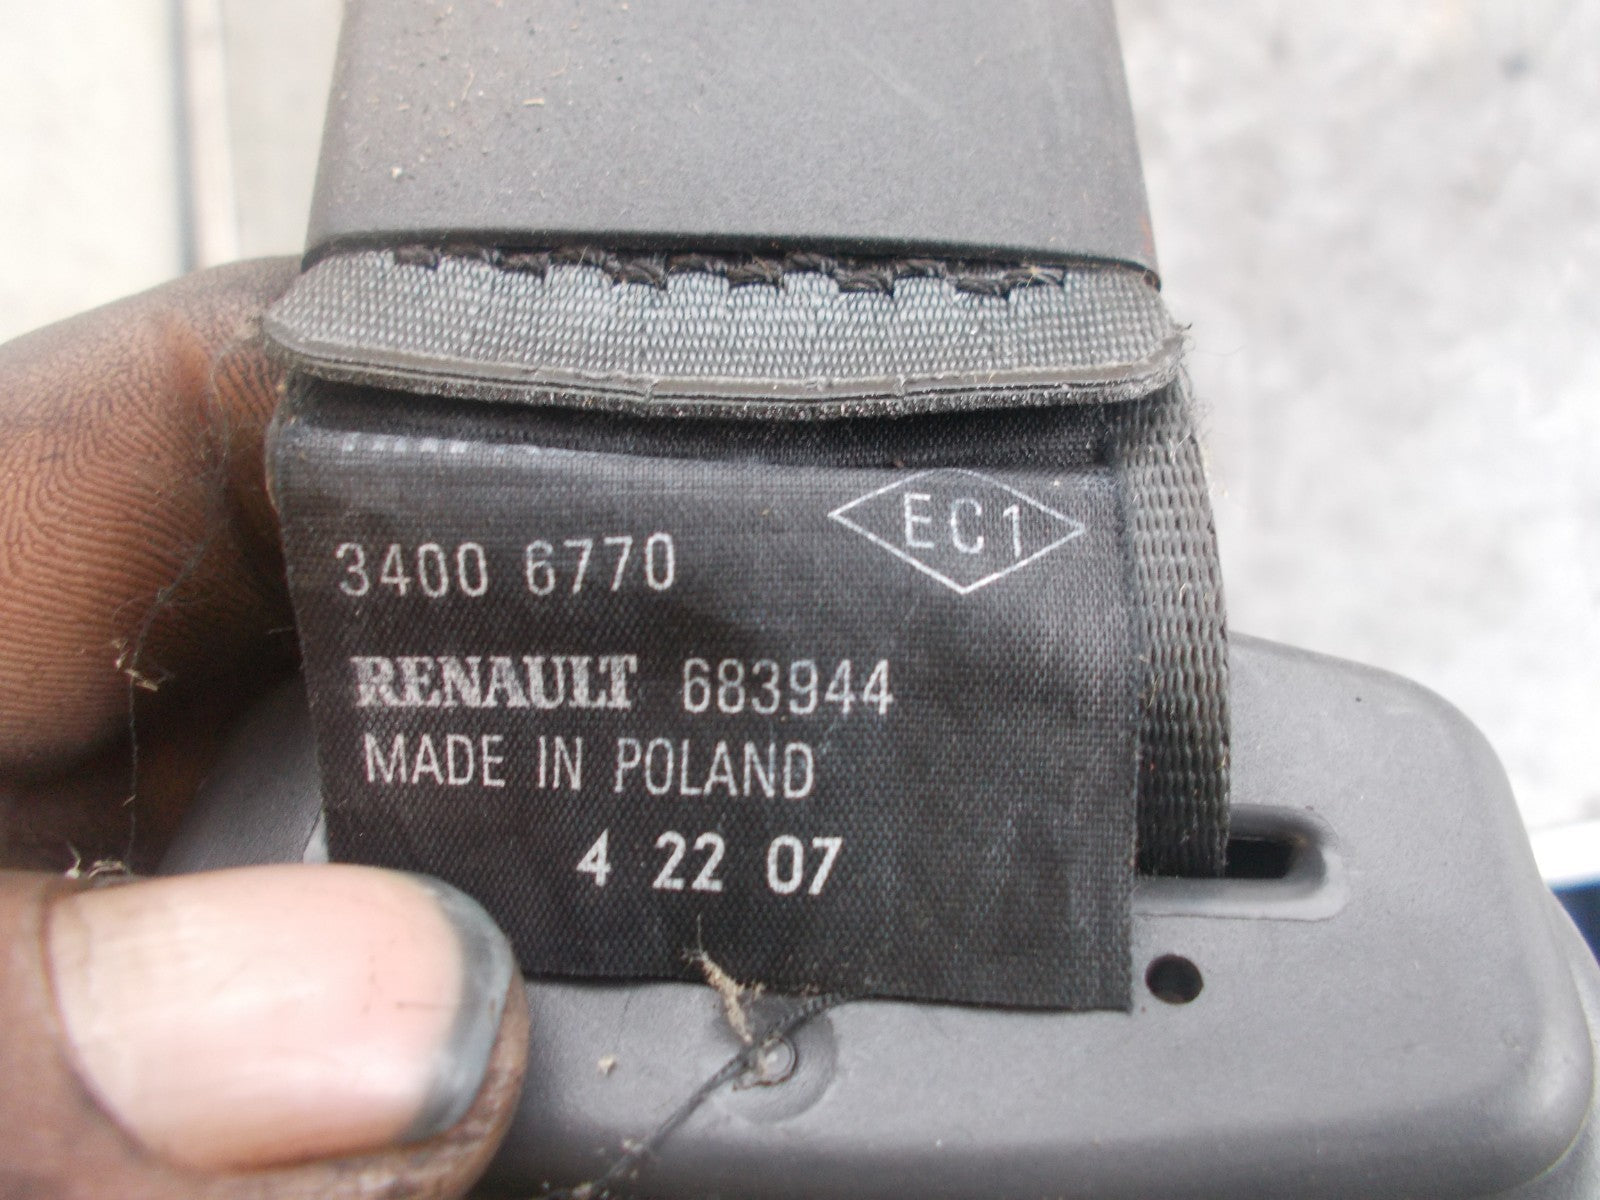 EC1
3400 6770
RENAULT 683944
MADE IN POLAND
4 22 07